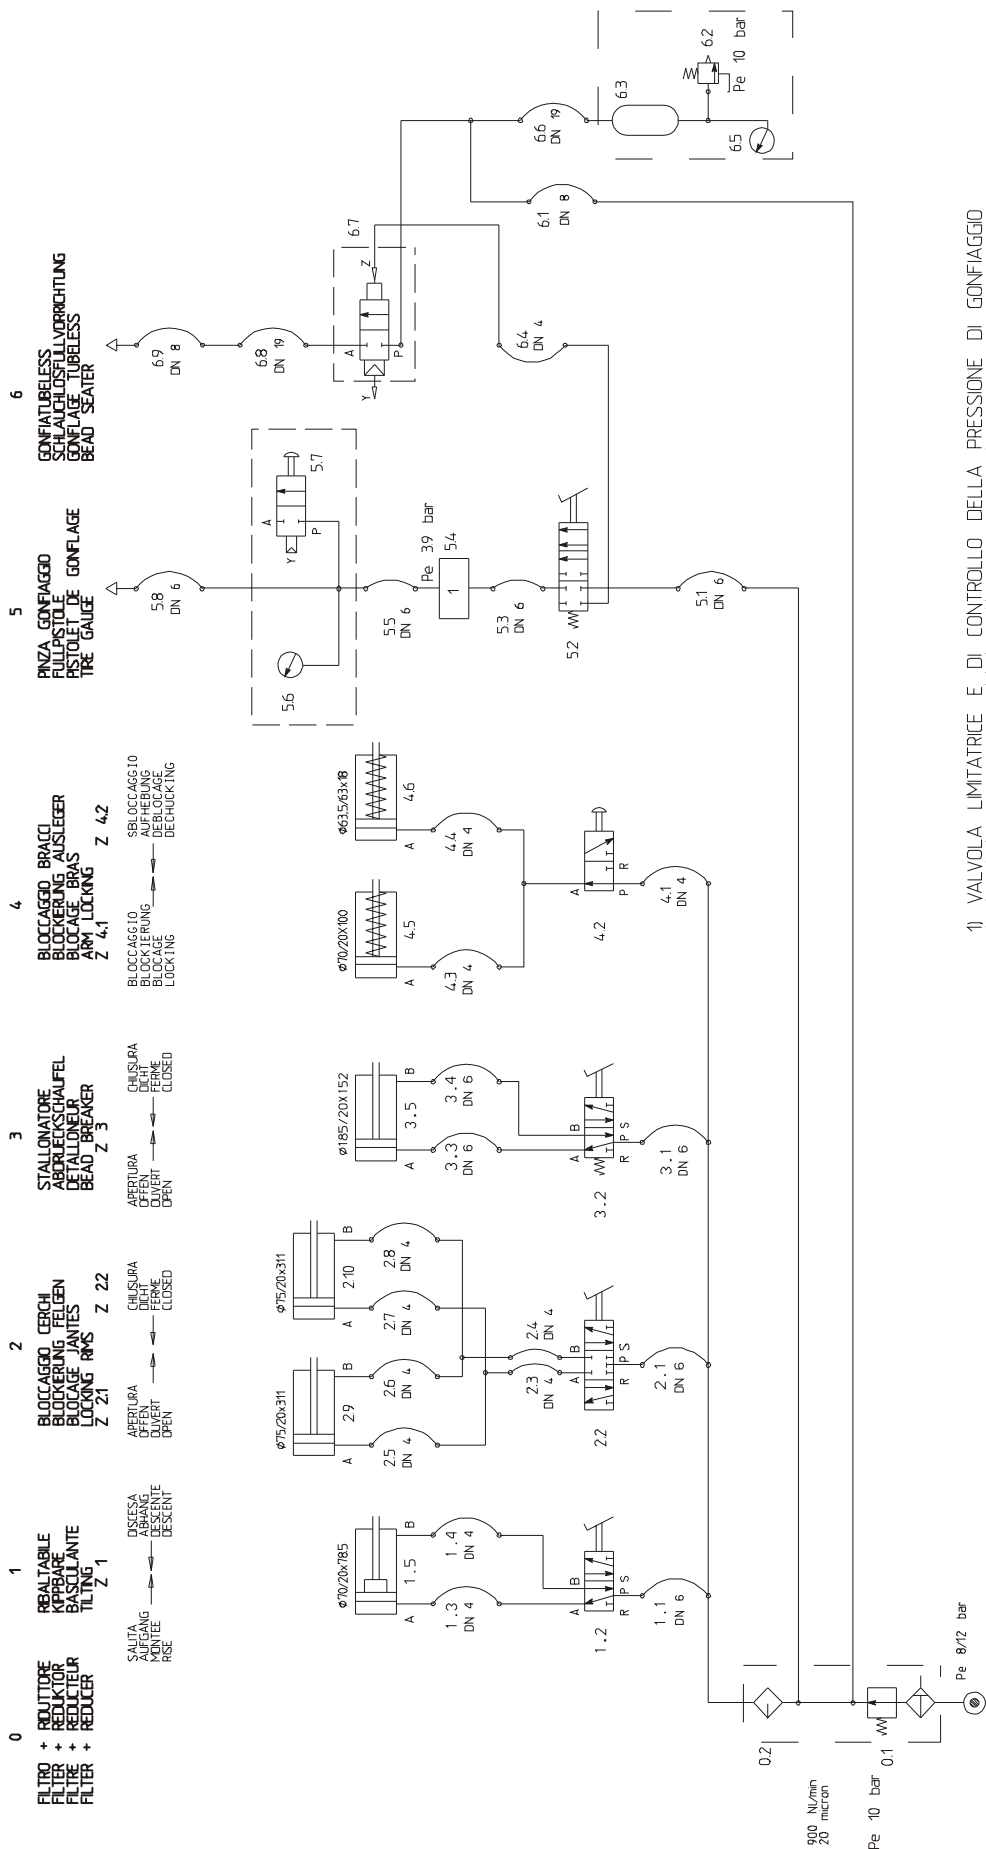 0
FILTRO + RIDUTTORE
FILTER + REDUKTOR
FILTRE + REDUCTEUR
FILTER + REDUCER
1
RIBALTABILE
KIPPBARE
BASCULANTE
TILTING
Z 1
SALITA
AUFGANG
MONTEE
RISE
DISCESA
ABHANG
DESCENTE
DESCENT
2
BLOCCAGGIO CERCHI
BLOCKIERUNG FELGEN
BLOCAGE JANTES
LOCKING RIMS
Z 2.1
Z 2.2
APERTURA
OFFEN
OUVERT
OPEN
CHIUSURA
DICHT
FERME
CLOSED
3
STALLONATORE
ABDRUECKSCHAUFEL
DETALLONEUR
BEAD BREAKER
Z 3
APERTURA
OFFEN
OUVERT
OPEN
CHIUSURA
DICHT
FERME
CLOSED
4
BLOCCAGGIO BRACCI
BLOCKERUNG AUSLEGER
BLOCAGE BRAS
ARM LOCKING
Z 4.1
Z 4.2
BLOCCAGGIO
BLOCKIERUNG
BLOCAGE
LOCKING
SBLOCCAGGIO
AUFHEBUNG
DEBLOCAGE
DECHUCKING
5
PINZA GONFIAGGIO
FULLPISTOLE
PISTOLET DE GONFLAGE
TIRE GAUGE
6
GONFIATUBELESS
SCHLAUCHLOSFULLVORRICHTUNG
GONFLAGE TUBELESS
BEAD SEATER
Φ70/20x78.5
1.5
A
B
1.3
DN 4
1.4
DN 4
A
B
1.2
R P S
1.1
DN 6
Φ75/20x311
2.9
A
B
2.5
DN 4
2.6
DN 4
Φ75/20x311
2.10
A
B
2.7
DN 4
2.8
DN 4
2.3
DN 4
2.4
DN 4
A
B
2.2
R P S
2.1
DN 6
Φ185/20X152
3.5
A
B
3.3
DN 6
3.4
DN 6
A
B
3.2
R P S
3.1
DN 6
Φ70/20X100
4.5
A
4.3
DN 4
Φ63,5/63x18
4.6
A
4.4
DN 4
4.2
A
P
R
4.1
DN 4
5.8
DN 6
5.6
5.7
A
Y
P
5.5
DN 6
Pe 3.9 bar
5.4
1
5.3
DN 6
5.2
5.1
DN 6
6.9
DN 8
6.8
DN 19
6.7
A
Z
Y
P
6.4
DN 4
6.1
DN 8
6.6
DN 19
6.3
6.2
Pe 10 bar
6.5
0.2
0.1
900 Nl/min
20 micron
Pe 10 bar
Pe 8/12 bar
1) VALVOLA LIMITATRICE E DI CONTROLLO DELLA PRESSIONE DI GONFIAGGIO